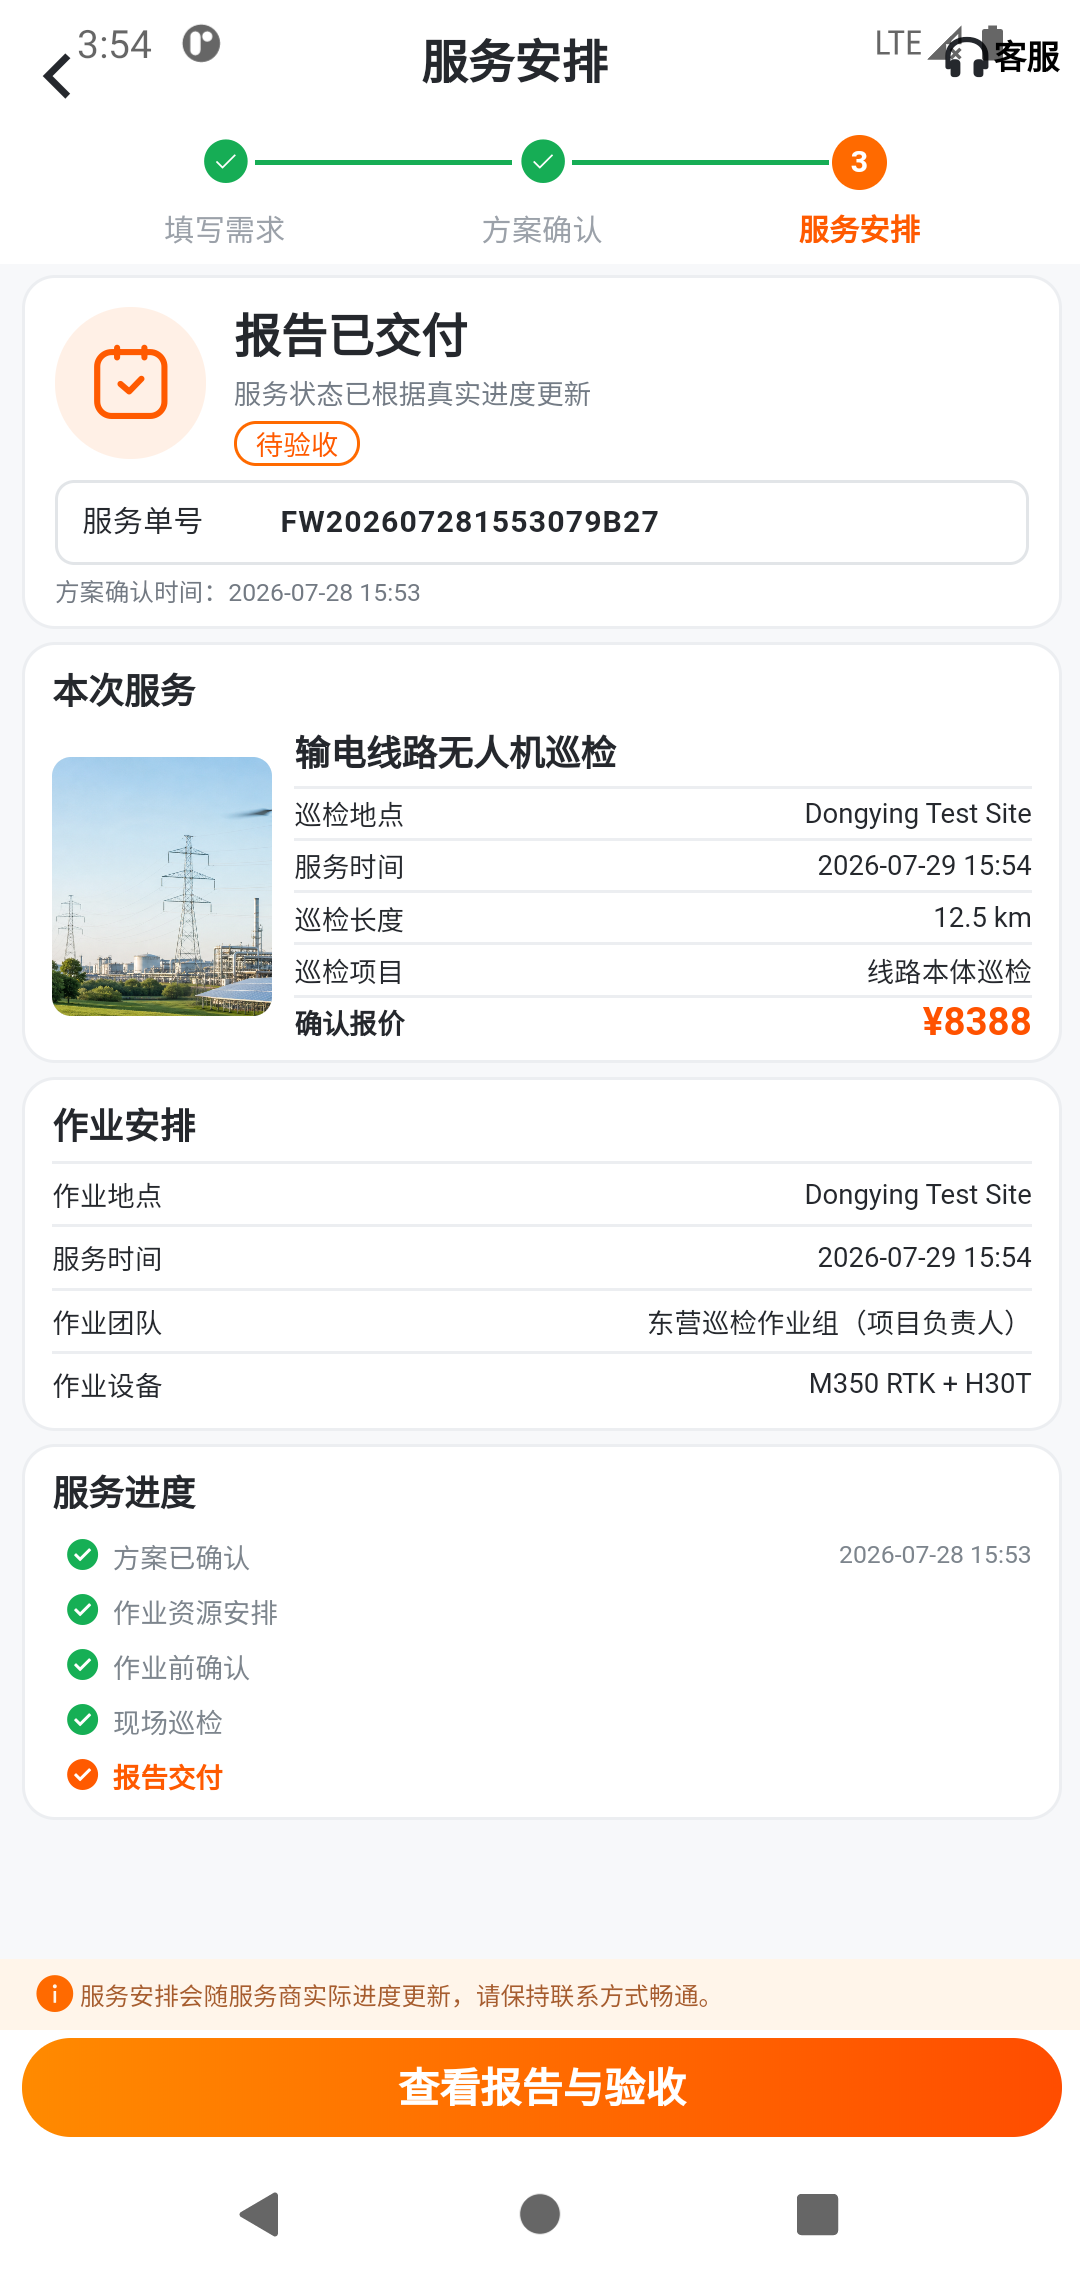 3:54
LTE
服务安排
客服
3
填写需求
方案确认
服务安排
报告已交付
服务状态已根据真实进度更新
待验收
服务单号 FW202607281553079B27
方案确认时间：2026-07-28 15:53
本次服务
输电线路无人机巡检
巡检地点 Dongying Test Site
服务时间 2026-07-29 15:54
巡检长度 12.5 km
巡检项目 线路本体巡检
确认报价 ¥8388
作业安排
作业地点 Dongying Test Site
服务时间 2026-07-29 15:54
作业团队 东营巡检作业组（项目负责人）
作业设备 M350 RTK + H30T
服务进度
方案已确认 2026-07-28 15:53
作业资源安排
作业前确认
现场巡检
报告交付
服务安排会随服务商实际进度更新，请保持联系方式畅通。
查看报告与验收